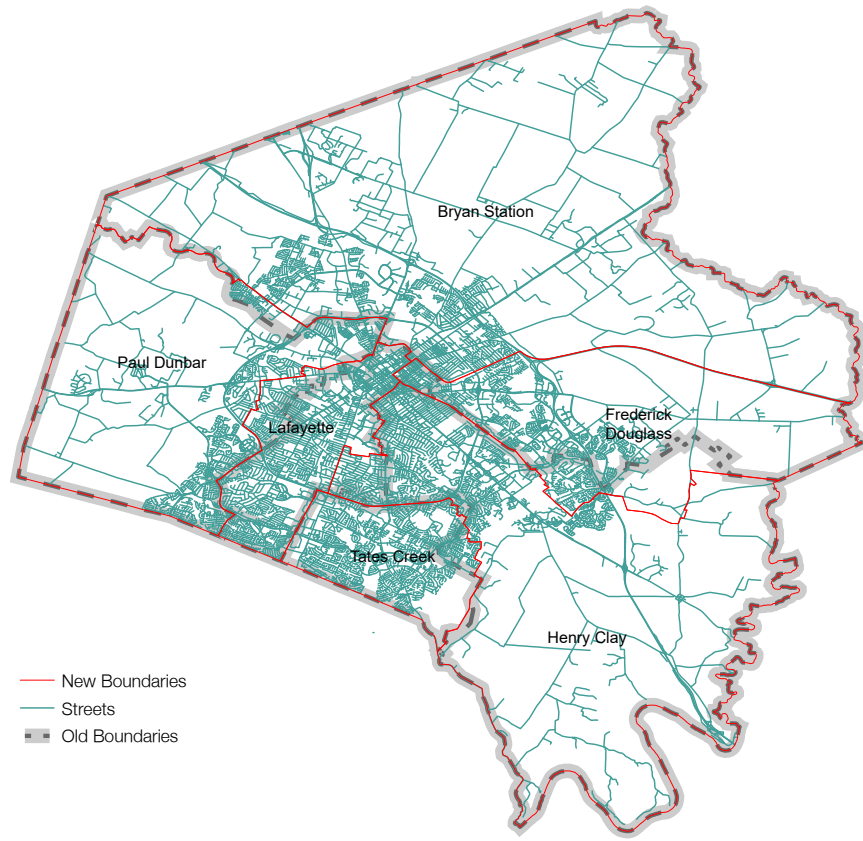 Bryan Station
Paul Dunbar
Frederick
Douglass
Lafayette
Tates Creek
Henry Clay
New Boundaries
Streets
Old Boundaries